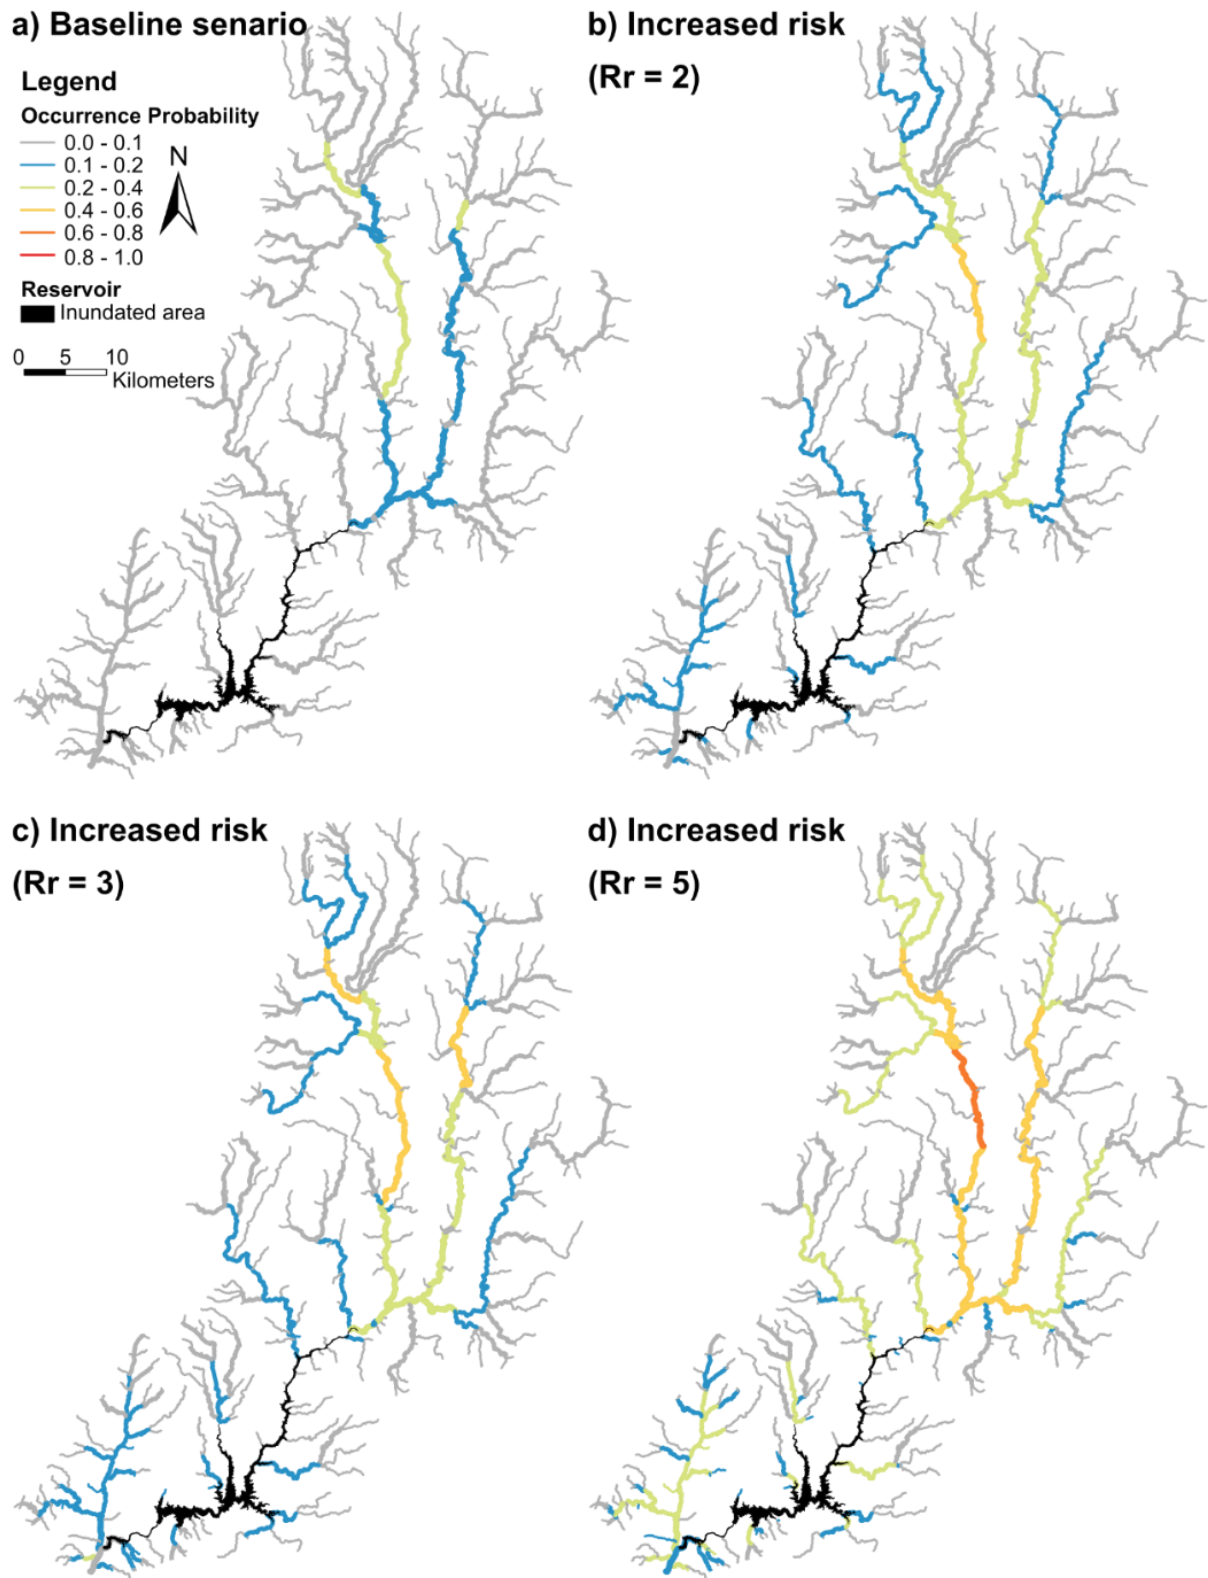 a) Baseline senario
b) Increased risk
(Rr = 2)
Legend
Occurrence Probability
0.0 - 0.1
0.1 - 0.2
0.2 - 0.4
0.4 - 0.6
0.6 - 0.8
0.8 - 1.0
N
Reservoir
Inundated area
0 5 10
Kilometers
c) Increased risk
(Rr = 3)
d) Increased risk
(Rr = 5)